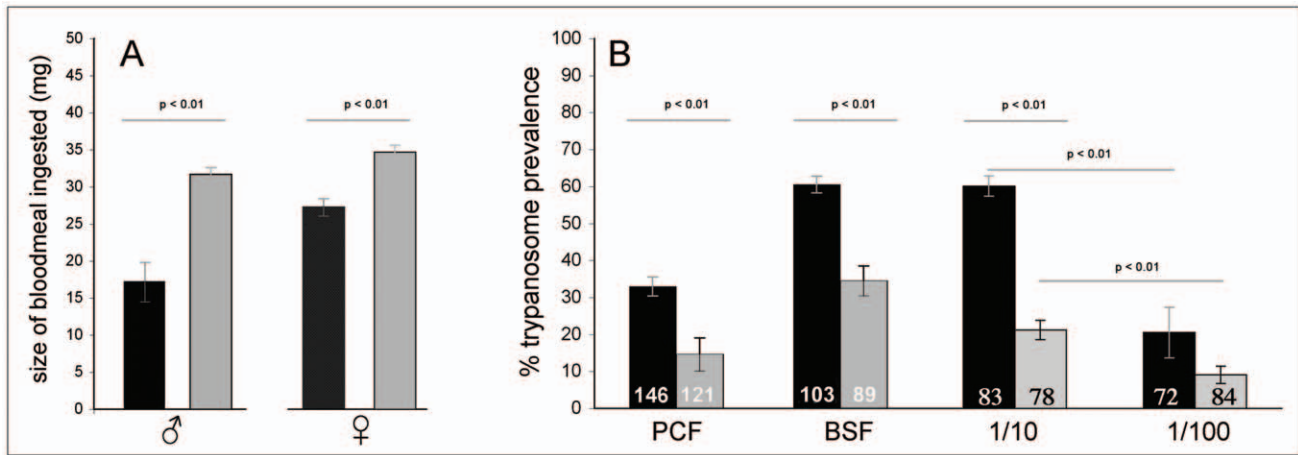 A
size of bloodmeal ingested (mg)
50
45
40
35
30
25
20
15
10
5
0
p < 0.01
p < 0.01
♂
♀
B
% trypanosome prevalence
100
90
80
70
60
50
40
30
20
10
0
p < 0.01
p < 0.01
p < 0.01
p < 0.01
p < 0.01
146
121
103
89
83
78
72
84
PCF
BSF
1/10
1/100